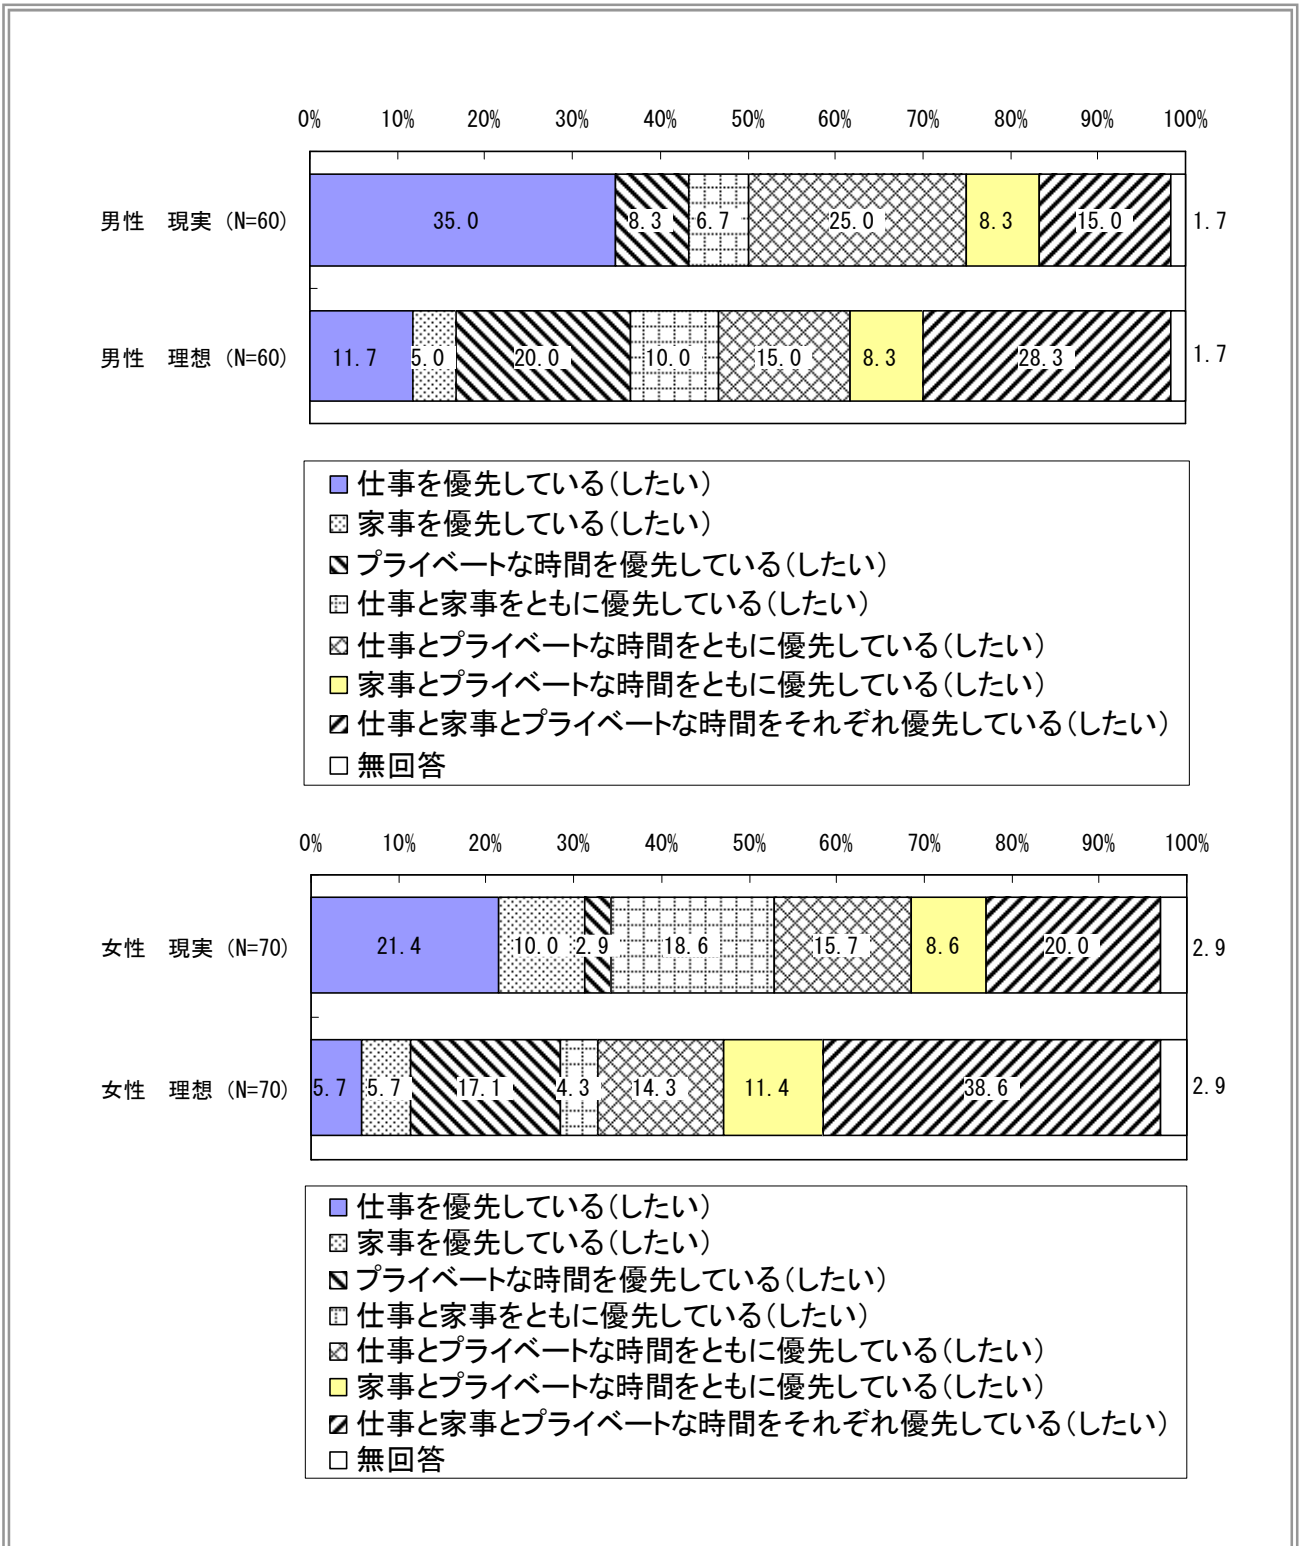 0% 10% 20% 30% 40% 50% 60% 70% 80% 90% 100%
男性 現実 (N=60) 35.0 8.3 6.7 25.0 8.3 15.0 1.7
男性 理想 (N=60) 11.7 5.0 20.0 10.0 15.0 8.3 28.3 1.7
仕事を優先している(したい)
家事を優先している(したい)
プライベートな時間を優先している(したい)
仕事と家事をともに優先している(したい)
仕事とプライベートな時間をともに優先している(したい)
家事とプライベートな時間をともに優先している(したい)
仕事と家事とプライベートな時間をそれぞれ優先している(したい)
無回答
0% 10% 20% 30% 40% 50% 60% 70% 80% 90% 100%
女性 現実 (N=70) 21.4 10.0 2.9 18.6 15.7 8.6 20.0 2.9
女性 理想 (N=70) 5.7 5.7 17.1 4.3 14.3 11.4 38.6 2.9
仕事を優先している(したい)
家事を優先している(したい)
プライベートな時間を優先している(したい)
仕事と家事をともに優先している(したい)
仕事とプライベートな時間をともに優先している(したい)
家事とプライベートな時間をともに優先している(したい)
仕事と家事とプライベートな時間をそれぞれ優先している(したい)
無回答